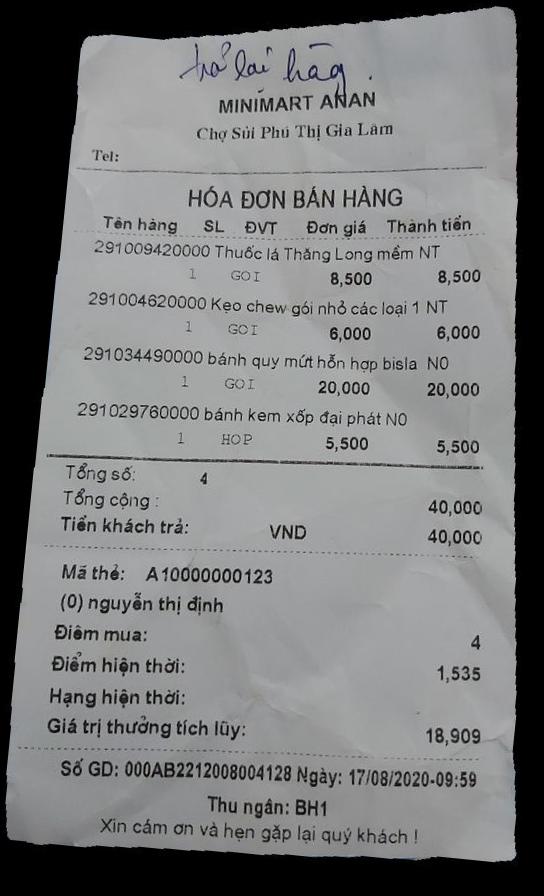 trả lại hàg.
MINIMART ANAN
Chợ Sủi Phú Thị Gia Lâm
Tel:
HÓA ĐƠN BÁN HÀNG
Tên hàng SL ĐVT Đơn giá Thành tiền
291009420000 Thuốc lá Thăng Long mềm NT
1 GOI 8,500 8,500
291004620000 Kẹo chew gói nhỏ các loại 1 NT
1 GOI 6,000 6,000
291034490000 bánh quy mứt hỗn hợp bisla N0
1 GOI 20,000 20,000
291029760000 bánh kem xốp đại phát N0
1 HOP 5,500 5,500
Tổng số: 4
Tổng cộng : 40,000
Tiền khách trả: VND 40,000
Mã thẻ: A10000000123
(0) nguyễn thị định
Điểm mua: 4
Điểm hiện thời: 1,535
Hạng hiện thời:
Giá trị thưởng tích lũy: 18,909
Số GD: 000AB2212008004128 Ngày: 17/08/2020-09:59
Thu ngân: BH1
Xin cám ơn và hẹn gặp lại quý khách !